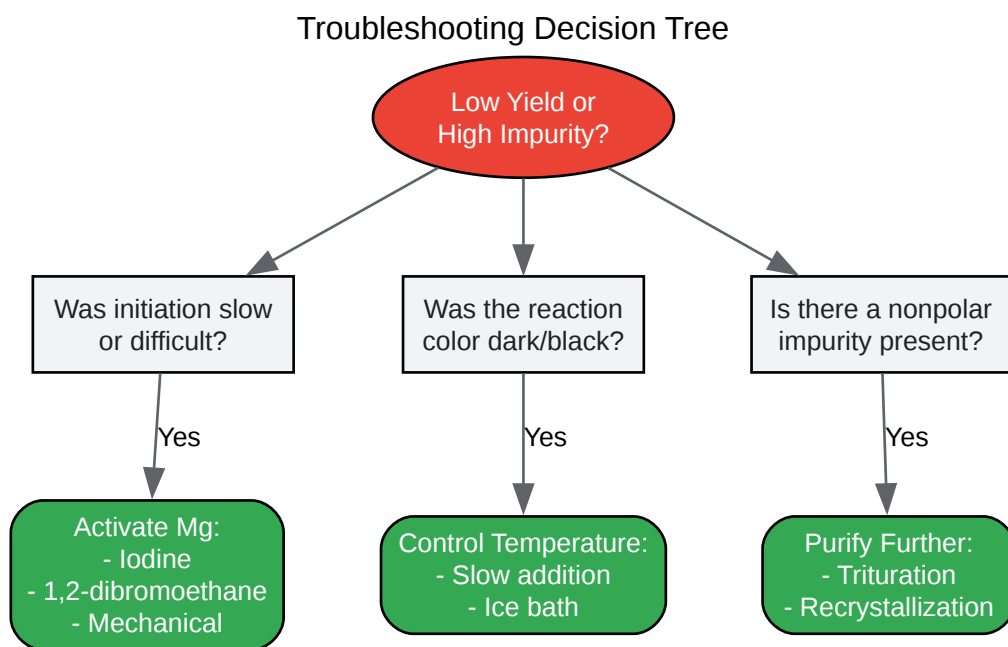 Troubleshooting Decision Tree
Low Yield or
High Impurity?
Was initiation slow
or difficult?
Was the reaction
color dark/black?
Is there a nonpolar
impurity present?
Yes
Yes
Yes
Activate Mg:
- Iodine
- 1,2-dibromoethane
- Mechanical
Control Temperature:
- Slow addition
- Ice bath
Purify Further:
- Trituration
- Recrystallization